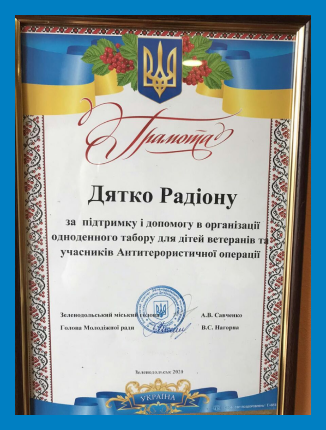 Грамота
Дятко Радіону
за підтримку і допомогу в організації
одноденного табору для дітей ветеранів та
учасників Антитерористичної операції
Зеленодольський міський голова А.В. Савченко
Голова Молодіжної ради В.С. Нагорна
Зеленодольськ 2020
УКРАЇНА